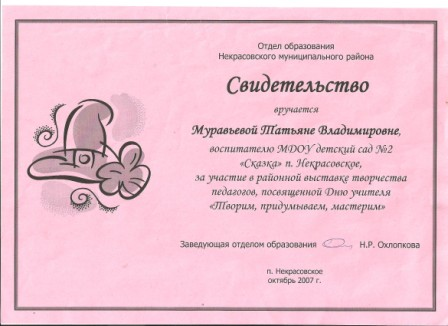 Отдел образования
Некрасовского муниципального района
Свидетельство
вручается
Муравьевой Татьяне Владимировне,
воспитателю МДОУ детский сад №2
«Сказка» п. Некрасовское,
за участие в районной выставке творчества
педагогов, посвященной Дню учителя
«Творим, придумываем, мастерим»
Заведующая отделом образования Н.Р. Охлопкова
п. Некрасовское
октябрь 2007 г.